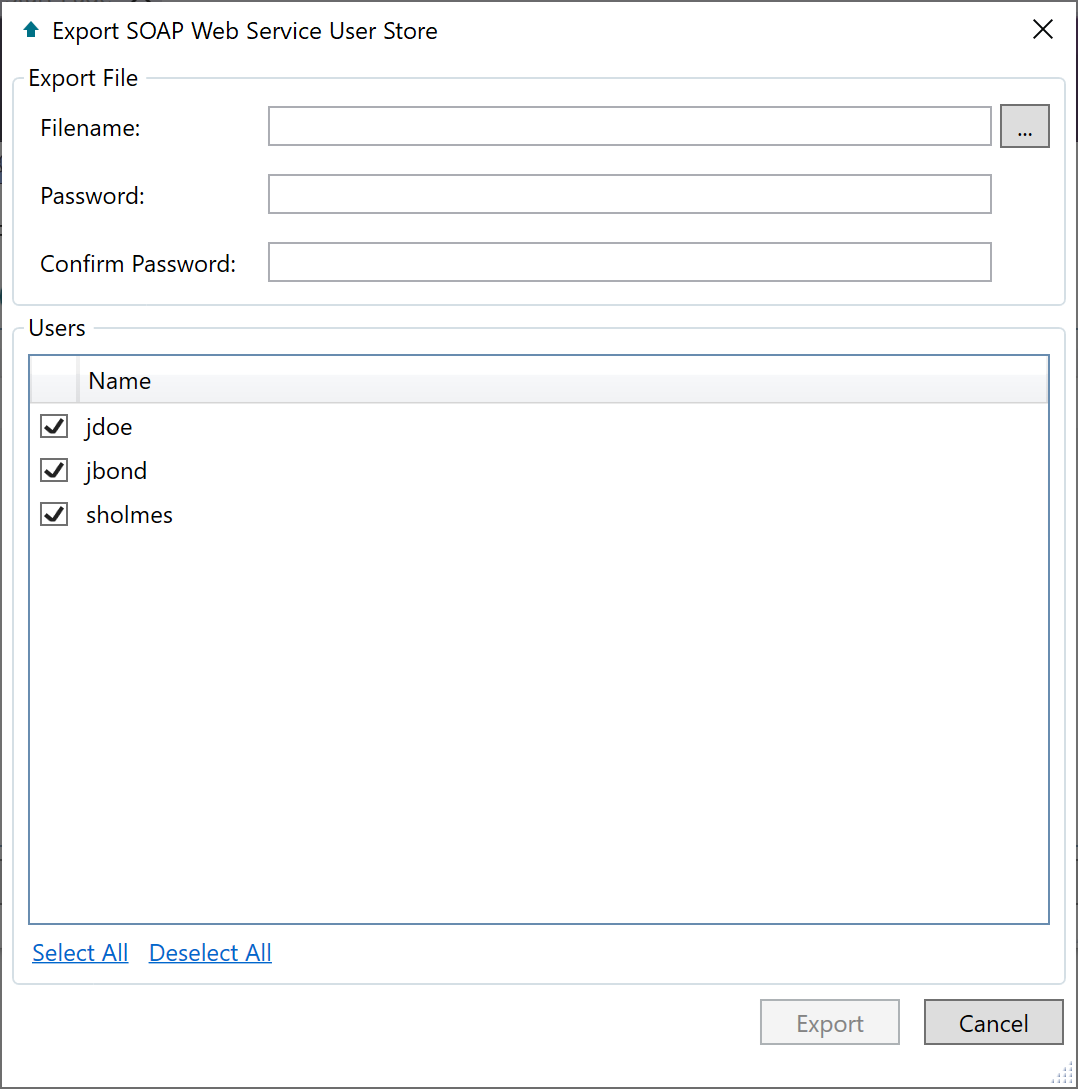 Export SOAP Web Service User Store
Export File
Filename:
...
Password:
Confirm Password:
Users
Name
jdoe
jbond
sholmes
Select All Deselect All
Export Cancel